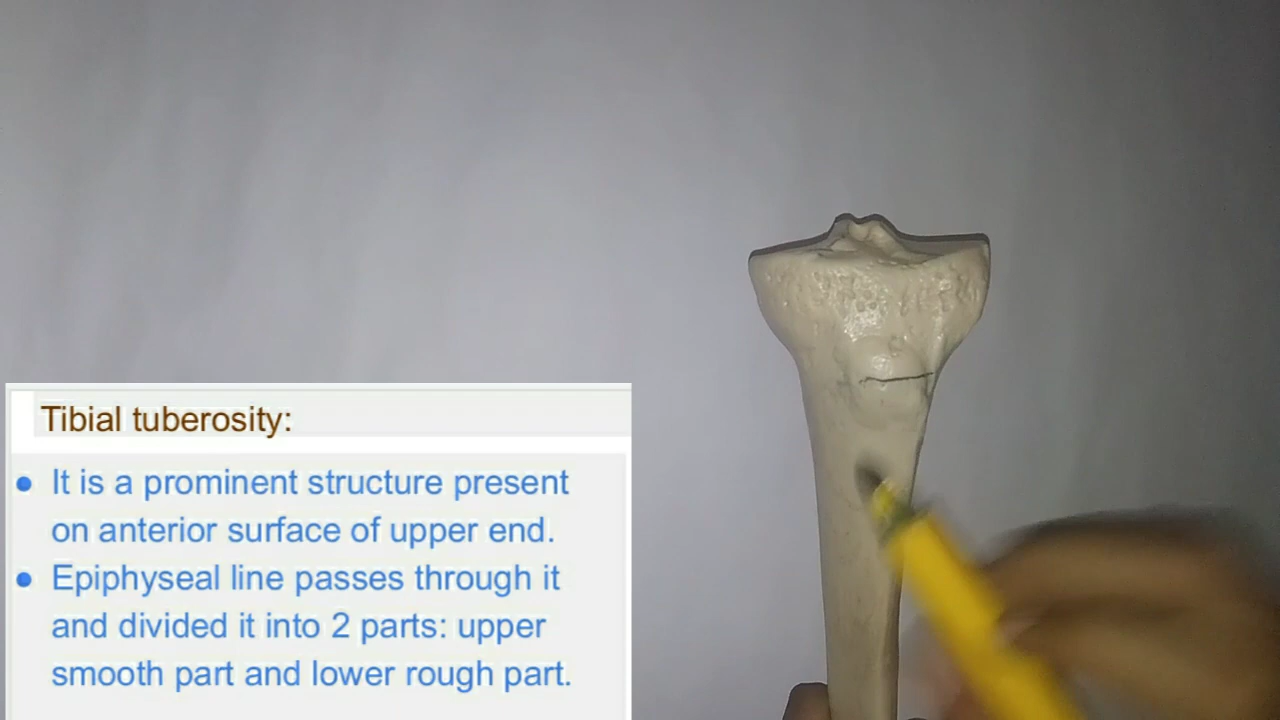 Tibial tuberosity:
● It is a prominent structure present
on anterior surface of upper end.
● Epiphyseal line passes through it
and divided it into 2 parts: upper
smooth part and lower rough part.